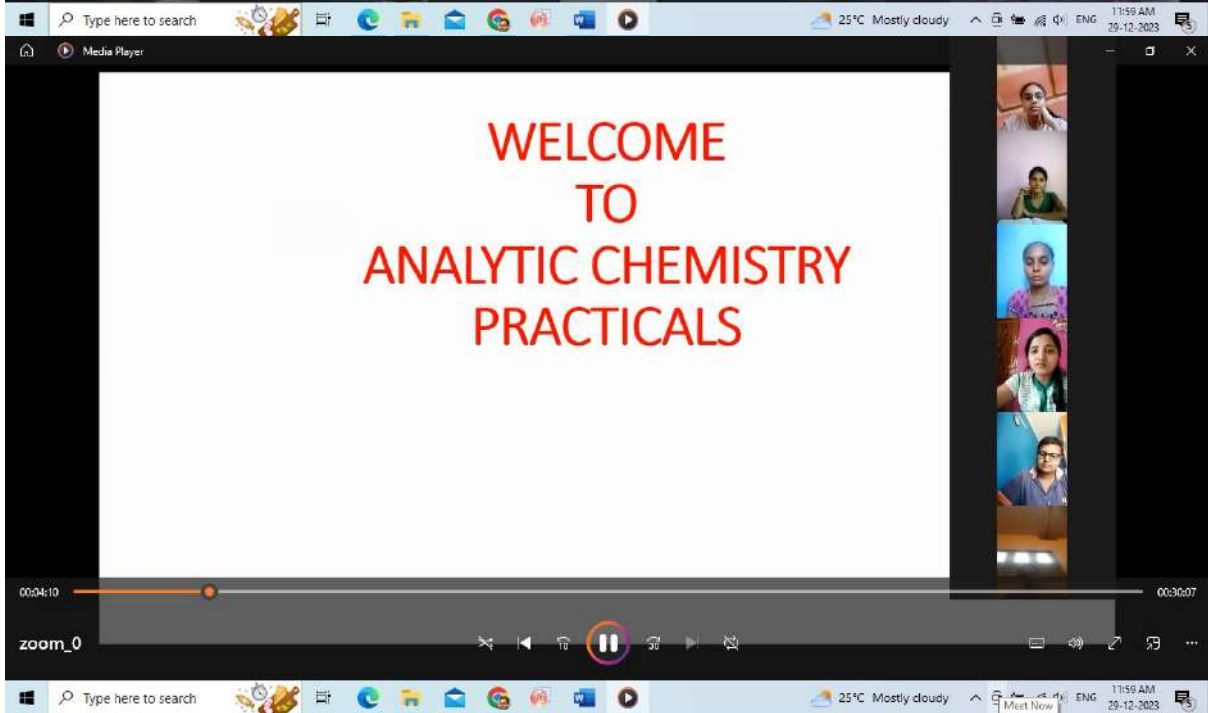 Type here to search
25°C Mostly cloudy
ENG
11:59 AM
29-12-2023
Media Player
WELCOME
TO
ANALYTIC CHEMISTRY
PRACTICALS
00:04:10
00:30:07
zoom_0
10
30
Type here to search
25°C Mostly cloudy
ENG
Meet Now
11:59 AM
29-12-2023